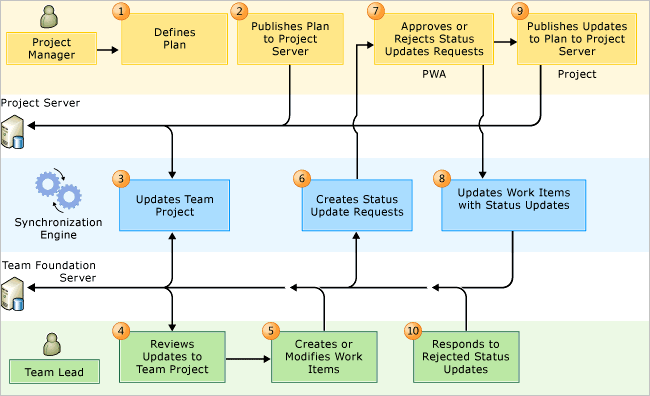 1
2
7
9
Project
Manager
Defines
Plan
Publishes Plan
to Project
Server
Approves or
Rejects Status
Updates Requests
Publishes Updates
to Plan to Project
Server
PWA
Project
Project Server
3
6
8
Updates Team
Project
Creates Status
Update Requests
Updates Work Items
with Status Updates
Synchronization
Engine
Team Foundation
Server
4
5
10
Reviews
Updates to
Team Project
Creates or
Modifies Work
Items
Responds to
Rejected Status
Updates
Team Lead